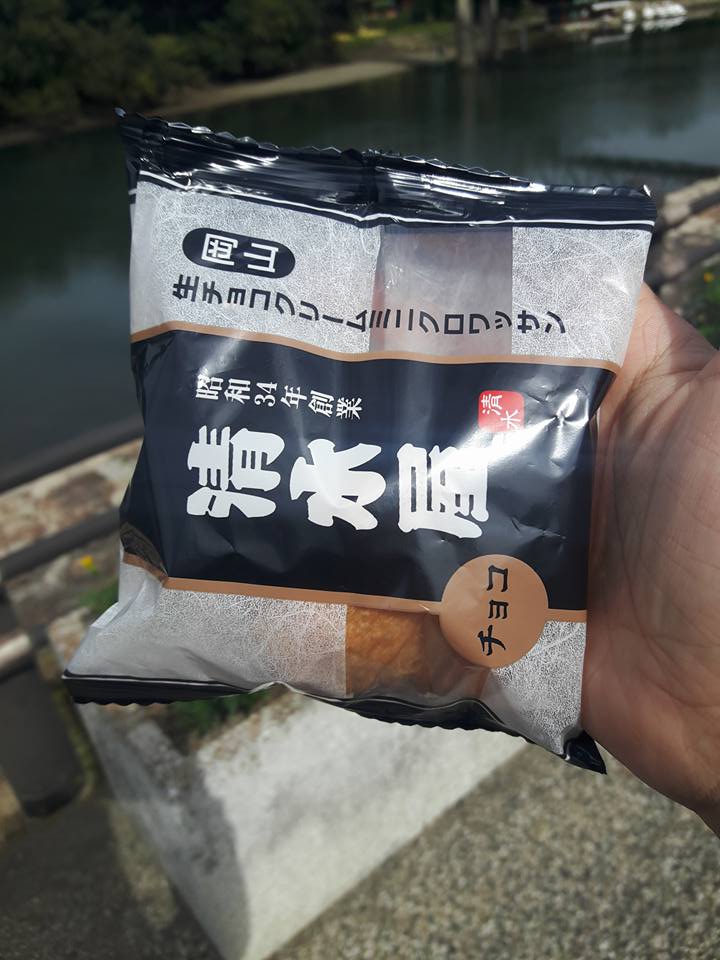 岡山
生チョコクリームミニクロワッサン
昭和34年創業
清水屋
清水
チョコ